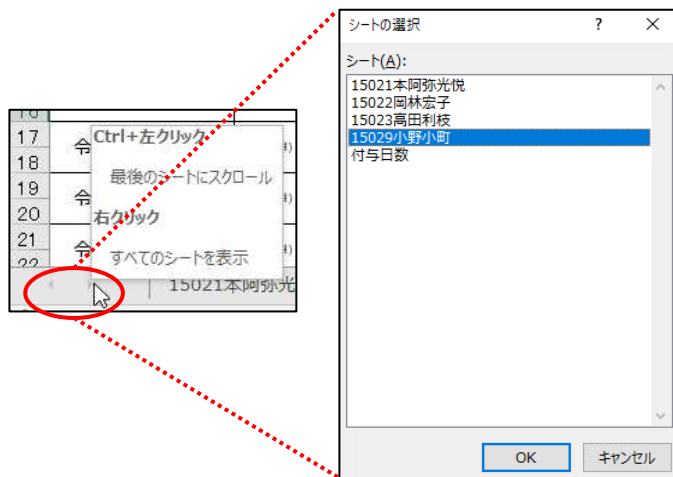 シートの選択 ? ×
シート(A):
15021本阿弥光悦
15022岡林宏子
15023高田利枝
15029小野小町
付与日数
OK キャンセル
17
18
19
20
21
22
令
令
令
Ctrl+左クリック
最後のシートにスクロール
右クリック
すべてのシートを表示
15021本阿弥光